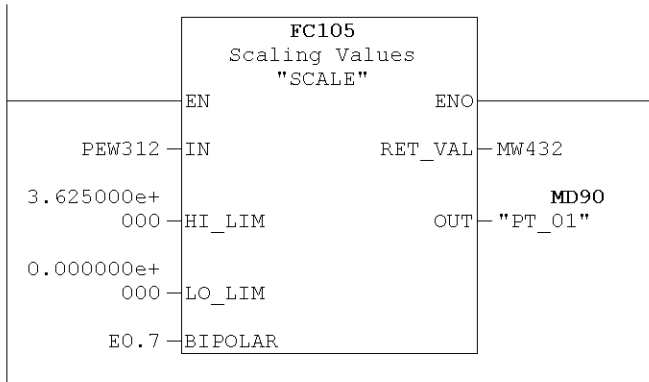 FC105
Scaling Values
"SCALE"
EN ENO
PEW312 IN RET_VAL MW432
3.625000e+ MD90
000 HI_LIM OUT "PT_01"
0.000000e+
000 LO_LIM
E0.7 BIPOLAR